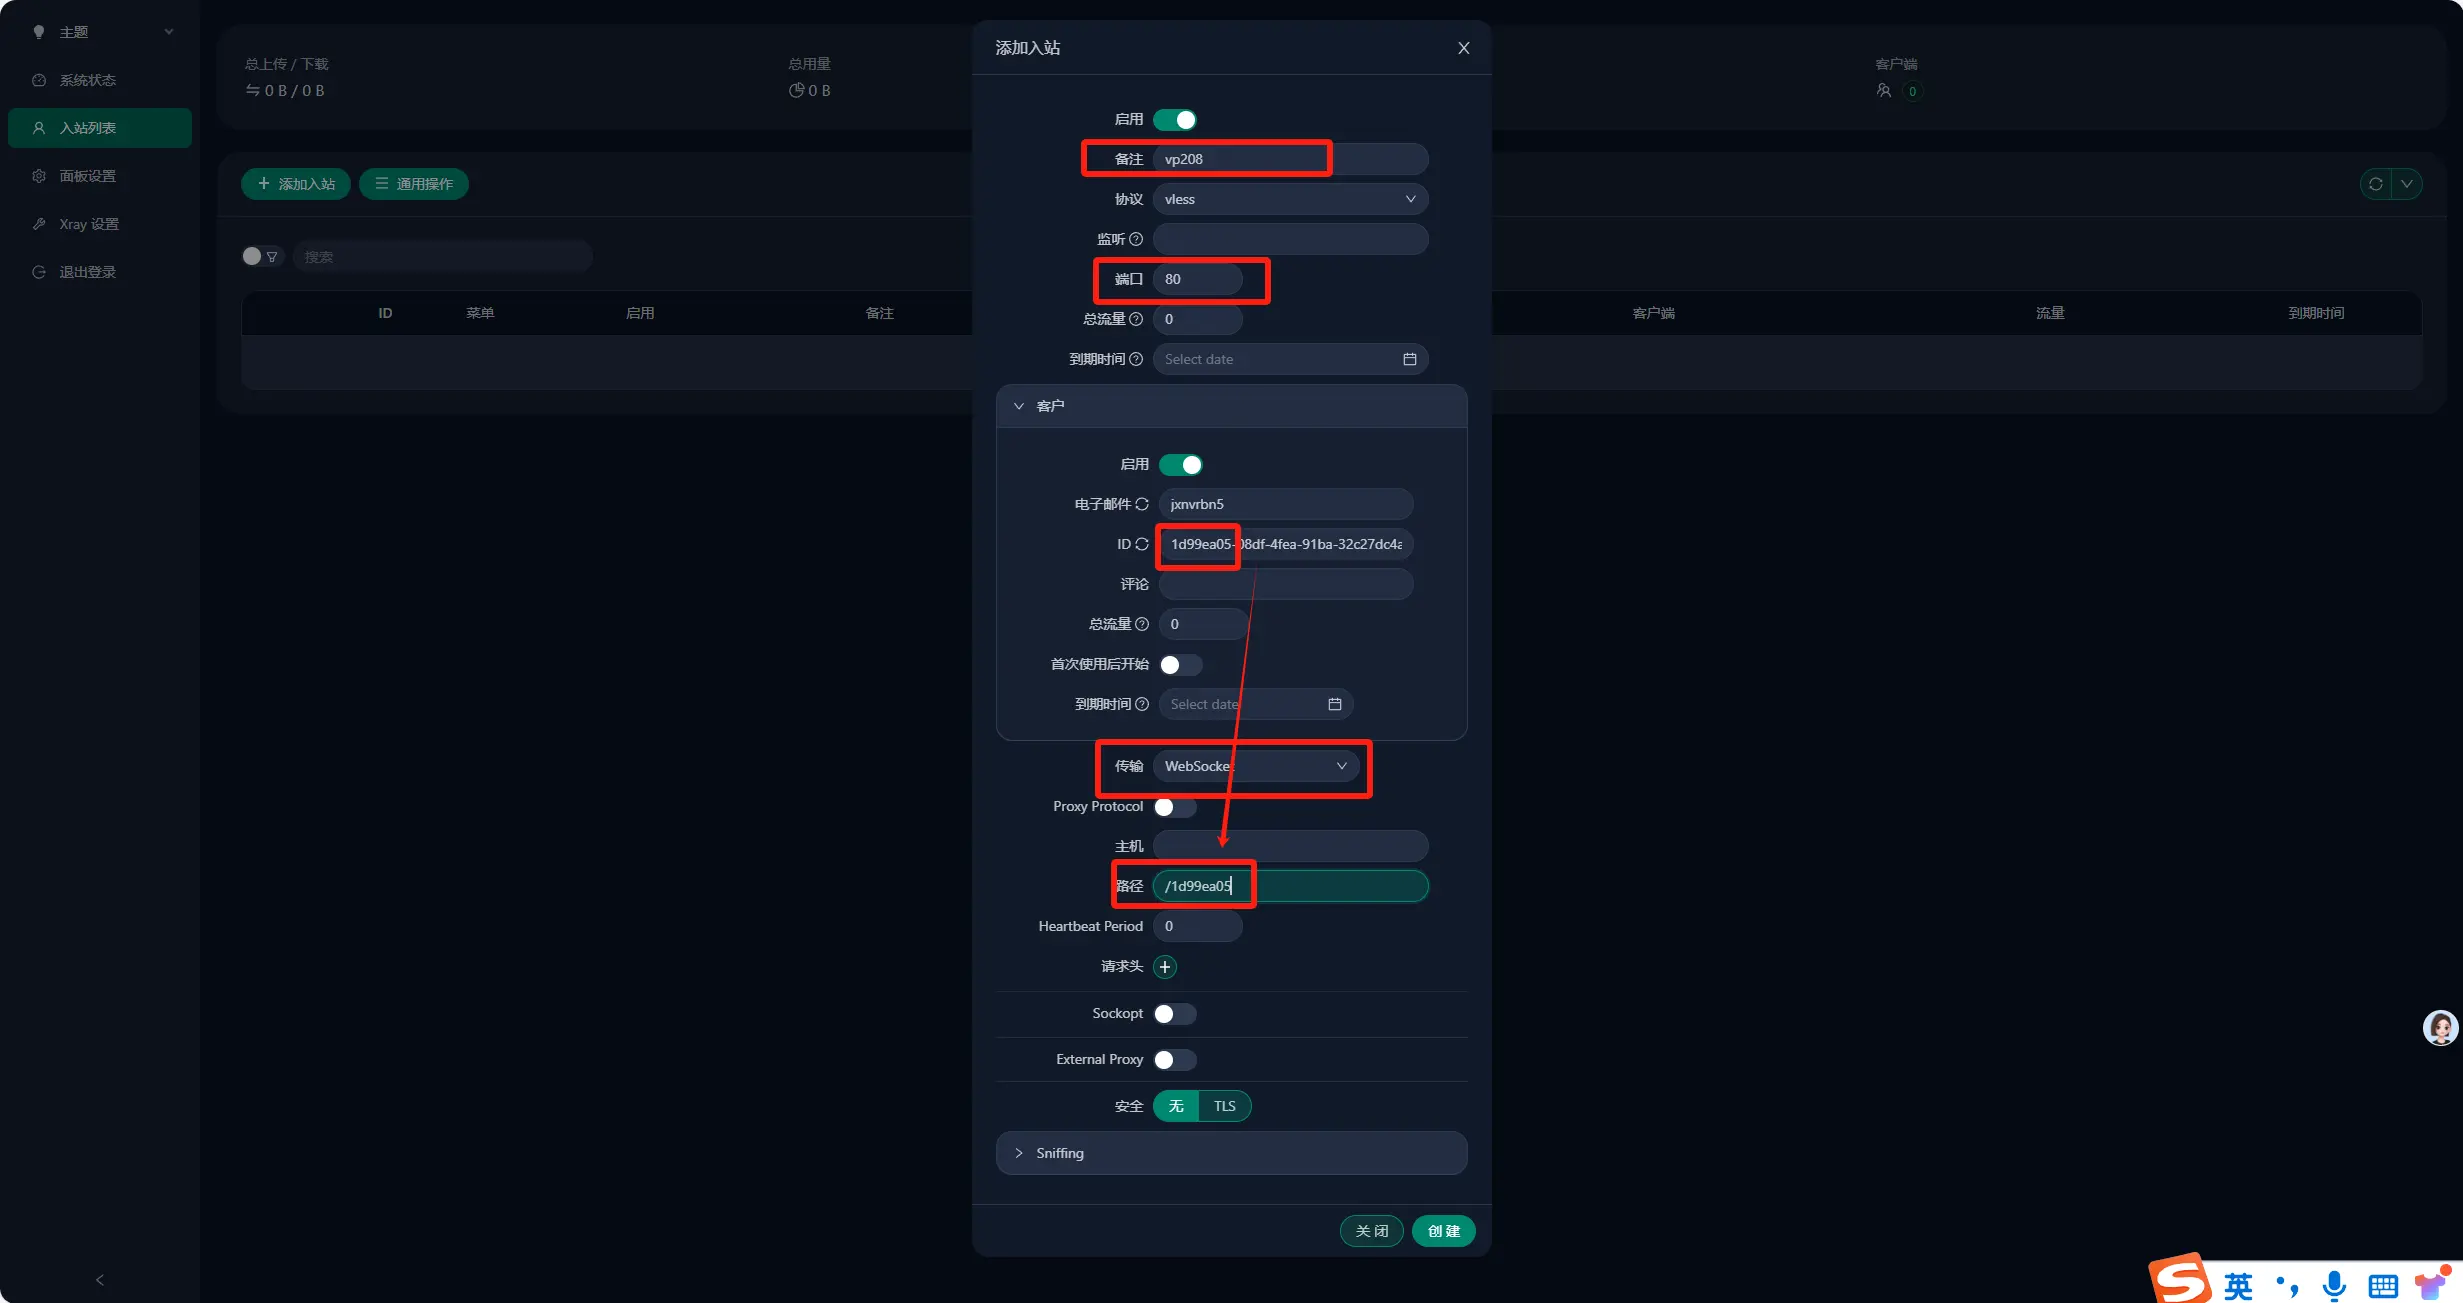 主题
系统状态
入站列表
面板设置
Xray 设置
退出登录
总上传 / 下载
0 B / 0 B
总用量
0 B
客户端
0
添加入站
通用操作
搜索
ID
菜单
启用
备注
客户端
流量
到期时间
添加入站
启用
备注 vp208
协议 vless
监听
端口 80
总流量 0
到期时间 Select date
客户
启用
电子邮件 jxnvrbn5
ID 1d99ea05-08df-4fea-91ba-32c27dc4a
评论
总流量 0
首次使用后开始
到期时间 Select date
传输 WebSocket
Proxy Protocol
主机
路径 /1d99ea05
Heartbeat Period 0
请求头
Sockopt
External Proxy
安全 无 TLS
Sniffing
关 闭 创 建
英